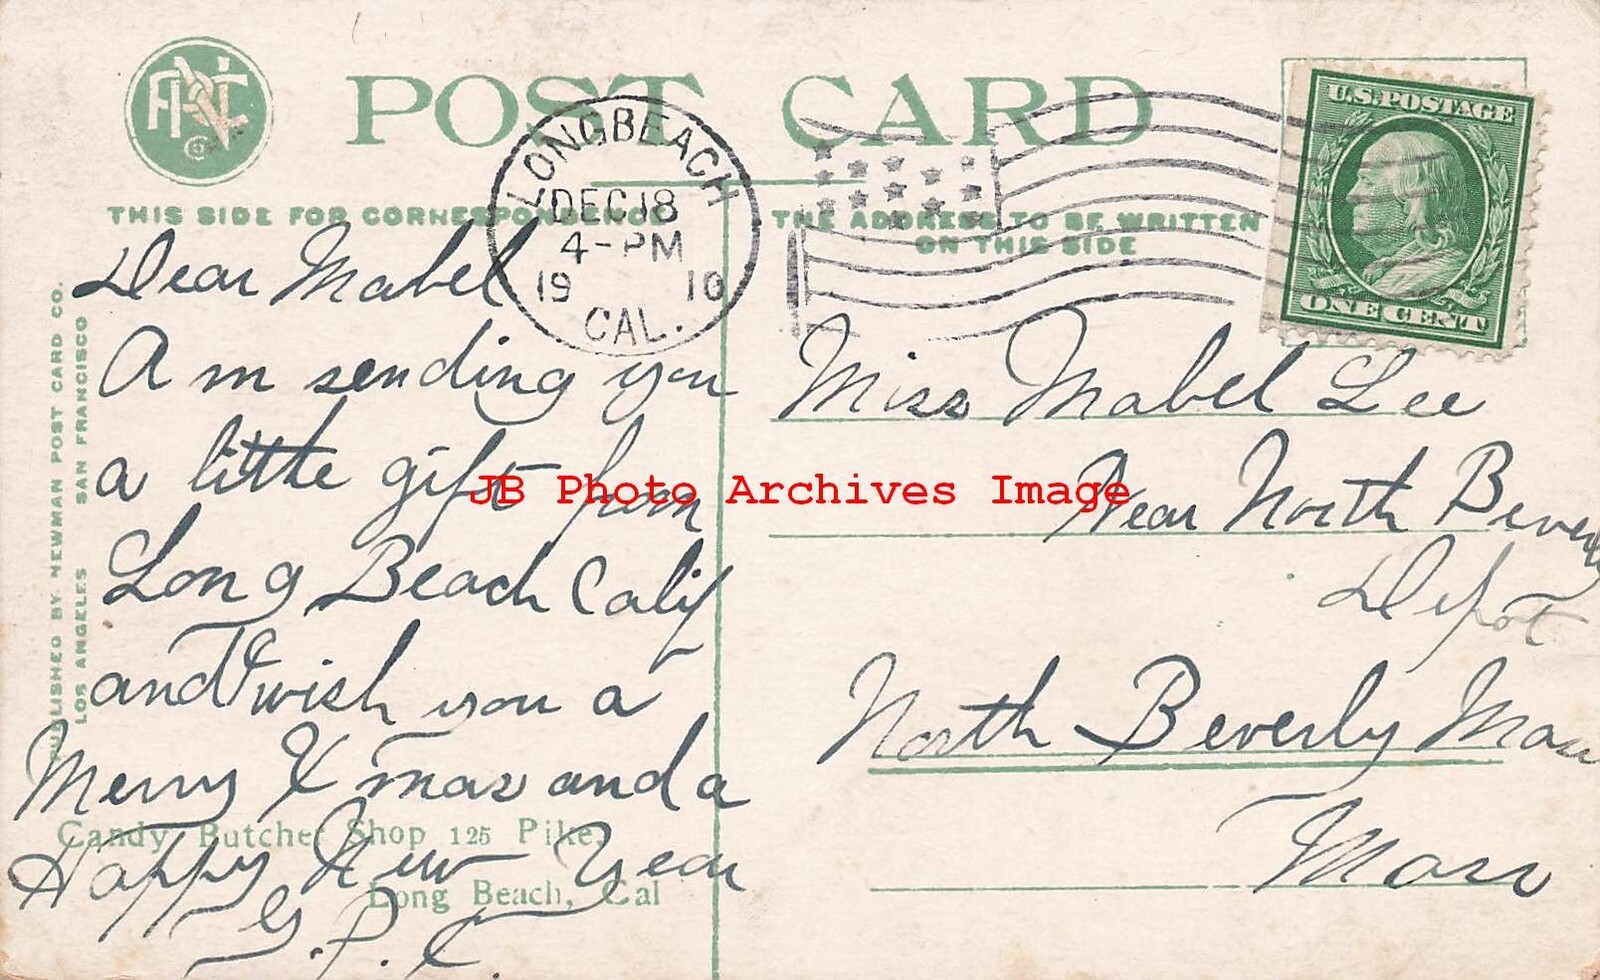 POST CARD
THIS SIDE FOR CORRESPONDENCE
THE ADDRESS TO BE WRITTEN
ON THIS SIDE
U.S. POSTAGE
ONE CENT
LONG BEACH
DEC 18
4-PM
19 10
CAL.
Dear Mabel
Am sending you
a little gift from
Long Beach Calif
and wish you a
Merry Xmas and a
Happy New Year
G.P.C.
Miss Mabel Lee
Near North Beverly
Depot
North Beverly Mass
Mass
Candy Butcher Shop 125 Pike,
Long Beach, Cal
PUBLISHED BY NEWMAN POST CARD CO.
LOS ANGELES SAN FRANCISCO
JB Photo Archives Image